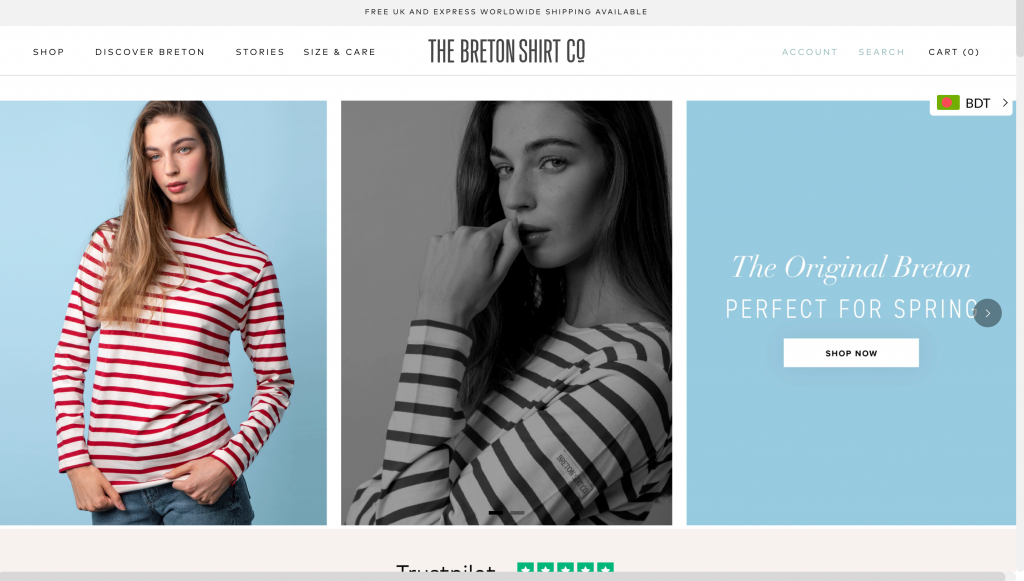 FREE UK AND EXPRESS WORLDWIDE SHIPPING AVAILABLE
SHOP DISCOVER BRETON STORIES SIZE & CARE THE BRETON SHIRT CO ACCOUNT SEARCH CART (0)
BDT
The Original Breton
PERFECT FOR SPRING
SHOP NOW
BRETON SHIRT CO
Trustpilot